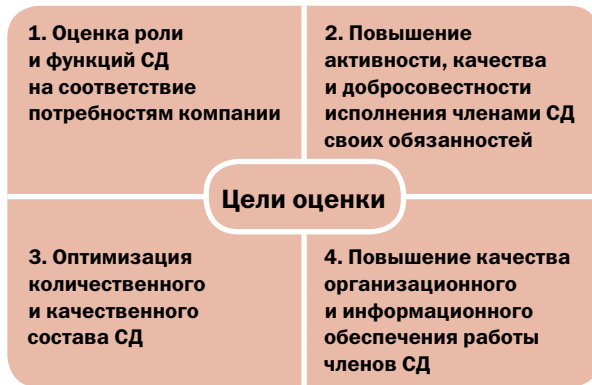 1. Оценка роли
и функций СД
на соответствие
потребностям компании
2. Повышение
активности, качества
и добросовестности
исполнения членами СД
своих обязанностей
Цели оценки
3. Оптимизация
количественного
и качественного
состава СД
4. Повышение качества
организационного
и информационного
обеспечения работы
членов СД